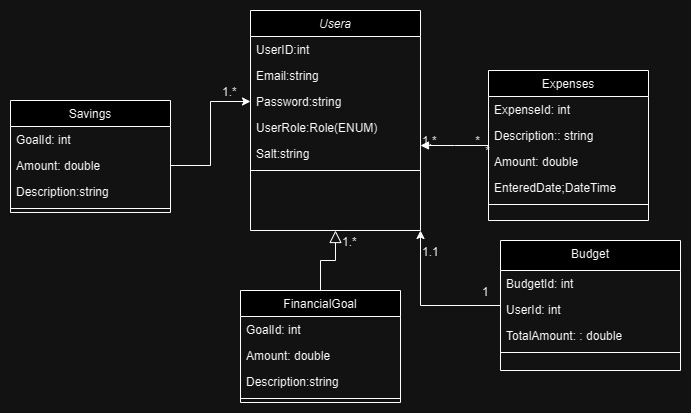 Usera
UserID:int
Email:string
Password:string
UserRole:Role(ENUM)
Salt:string
1.*
Savings
GoalId: int
Amount: double
Description:string
1.*
*
*
Expenses
ExpenseId: int
Description:: string
Amount: double
EnteredDate;DateTime
1.*
FinancialGoal
GoalId: int
Amount: double
Description:string
1.1
1
Budget
BudgetId: int
UserId: int
TotalAmount: : double